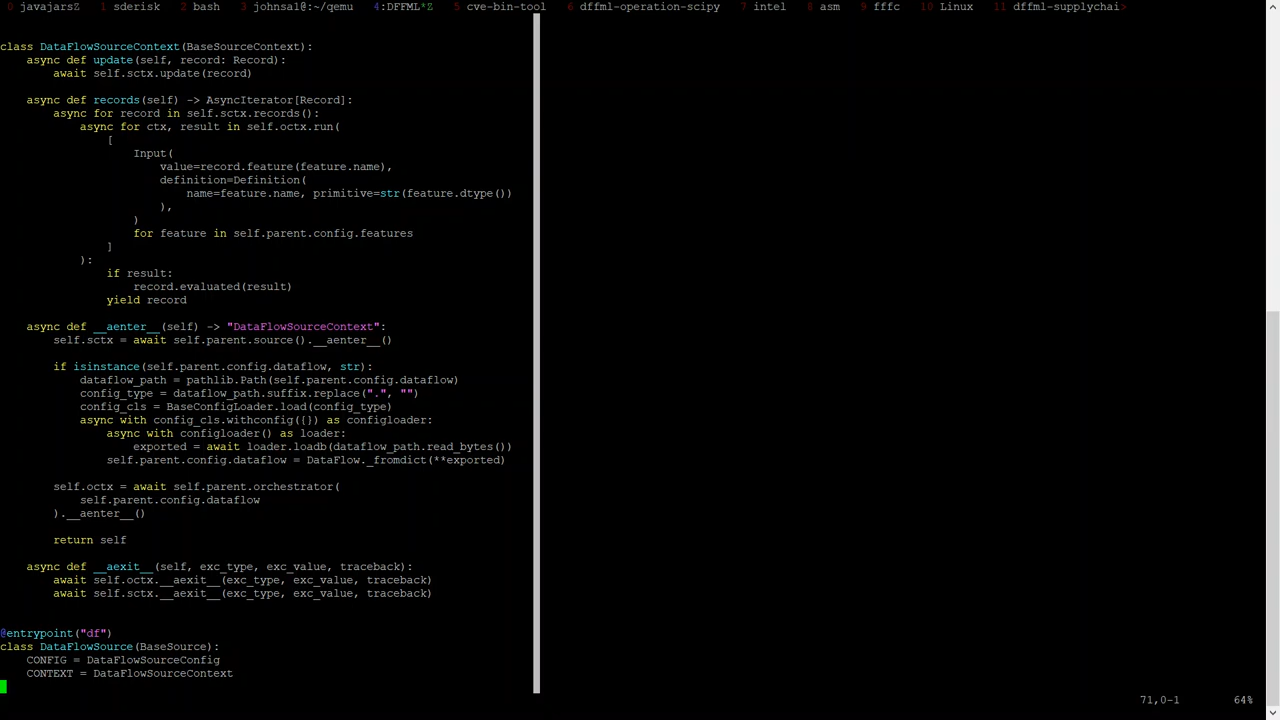 0 javajarsZ 1 sderisk 2 bash 3 johnsa1@:~/qemu 4:DFFML*Z 5 cve-bin-tool 6 dffml-operation-scipy 7 intel 8 asm 9 fffc 10 Linux 11 dffml-supplychai>
class DataFlowSourceContext(BaseSourceContext):
    async def update(self, record: Record):
        await self.sctx.update(record)
    async def records(self) -> AsyncIterator[Record]:
        async for record in self.sctx.records():
            async for ctx, result in self.octx.run(
                [
                    Input(
                        value=record.feature(feature.name),
                        definition=Definition(
                            name=feature.name, primitive=str(feature.dtype())
                        ),
                    )
                    for feature in self.parent.config.features
                ]
            ):
                if result:
                    record.evaluated(result)
                yield record
    async def __aenter__(self) -> "DataFlowSourceContext":
        self.sctx = await self.parent.source().__aenter__()
        if isinstance(self.parent.config.dataflow, str):
            dataflow_path = pathlib.Path(self.parent.config.dataflow)
            config_type = dataflow_path.suffix.replace(".", "")
            config_cls = BaseConfigLoader.load(config_type)
            async with config_cls.withconfig({}) as configloader:
                async with configloader() as loader:
                    exported = await loader.loadb(dataflow_path.read_bytes())
                self.parent.config.dataflow = DataFlow._fromdict(**exported)
        self.octx = await self.parent.orchestrator(
            self.parent.config.dataflow
        ).__aenter__()
        return self
    async def __aexit__(self, exc_type, exc_value, traceback):
        await self.octx.__aexit__(exc_type, exc_value, traceback)
        await self.sctx.__aexit__(exc_type, exc_value, traceback)
@entrypoint("df")
class DataFlowSource(BaseSource):
    CONFIG = DataFlowSourceConfig
    CONTEXT = DataFlowSourceContext
71,0-1 64%